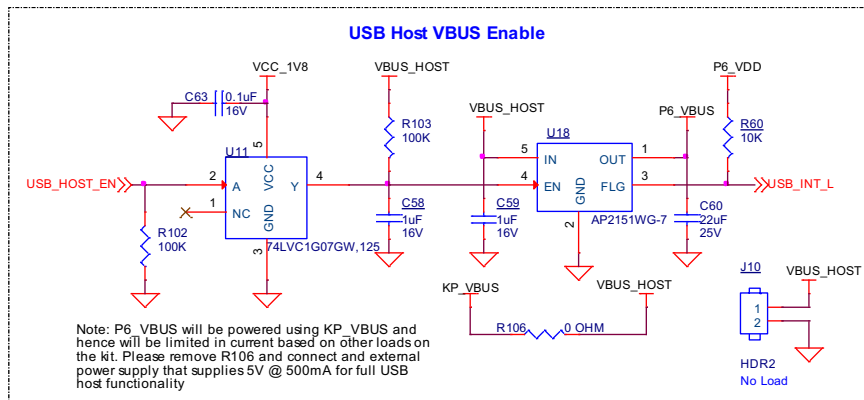 USB Host VBUS Enable
VCC_1V8
VBUS_HOST
P6_VDD
C63
0.1uF
16V
VBUS_HOST
P6_VBUS
R103
100K
R60
10K
U11
U18
5
VCC
5
IN
OUT
1
USB_HOST_EN
2
A
Y
4
4
EN
FLG
3
USB_INT_L
1
NC
GND
GND
C58
1uF
16V
C59
1uF
16V
C60
22uF
25V
R102
100K
3
74LVC1G07GW,125
2
AP2151WG-7
J10
VBUS_HOST
KP_VBUS
VBUS_HOST
1
2
R106
0 OHM
HDR2
No Load
Note: P6_VBUS will be powered using KP_VBUS and
hence will be limited in current based on other loads on
the kit. Please remove R106 and connect and external
power supply that supplies 5V @ 500mA for full USB
host functionality